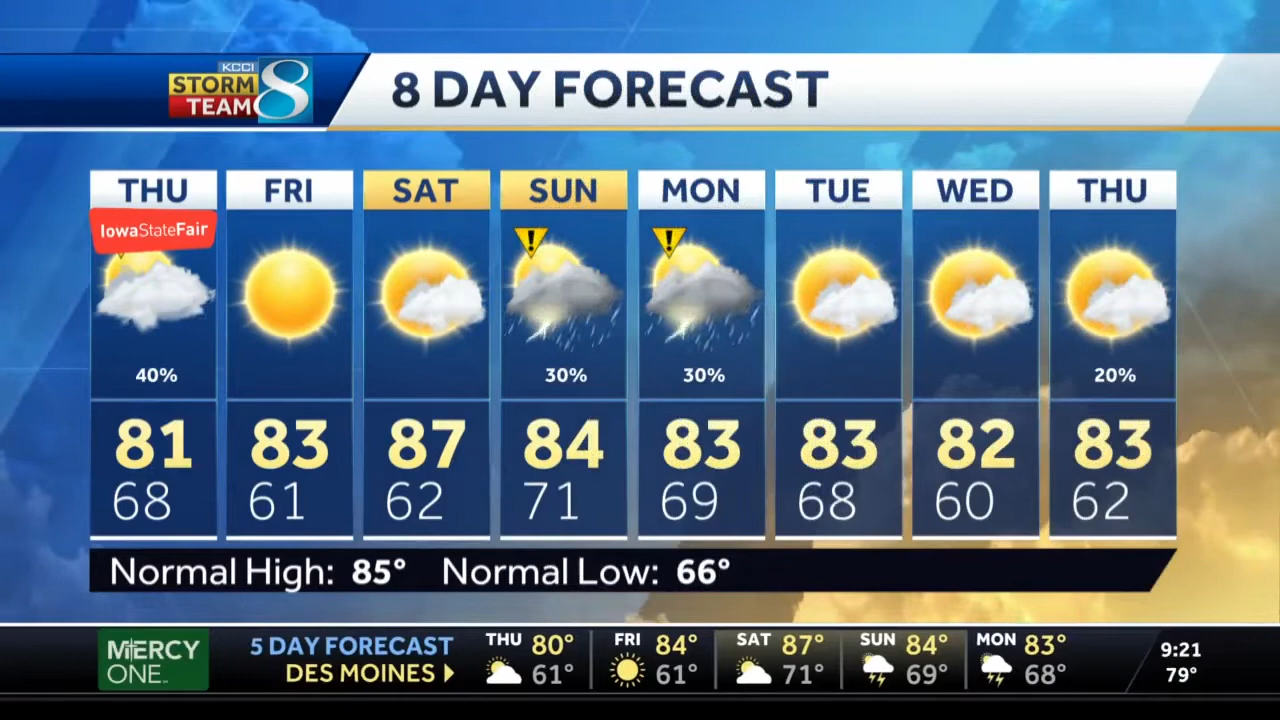 KCCI
STORM
TEAM 8
8 DAY FORECAST
THU FRI SAT SUN MON TUE WED THU
IowaStateFair
! !
40% 30% 30% 20%
81 83 87 84 83 83 82 83
68 61 62 71 69 68 60 62
Normal High: 85° Normal Low: 66°
MERCY
ONE
5 DAY FORECAST
DES MOINES
THU 80°
61°
FRI 84°
61°
SAT 87°
71°
SUN 84°
69°
MON 83°
68°
9:21
79°